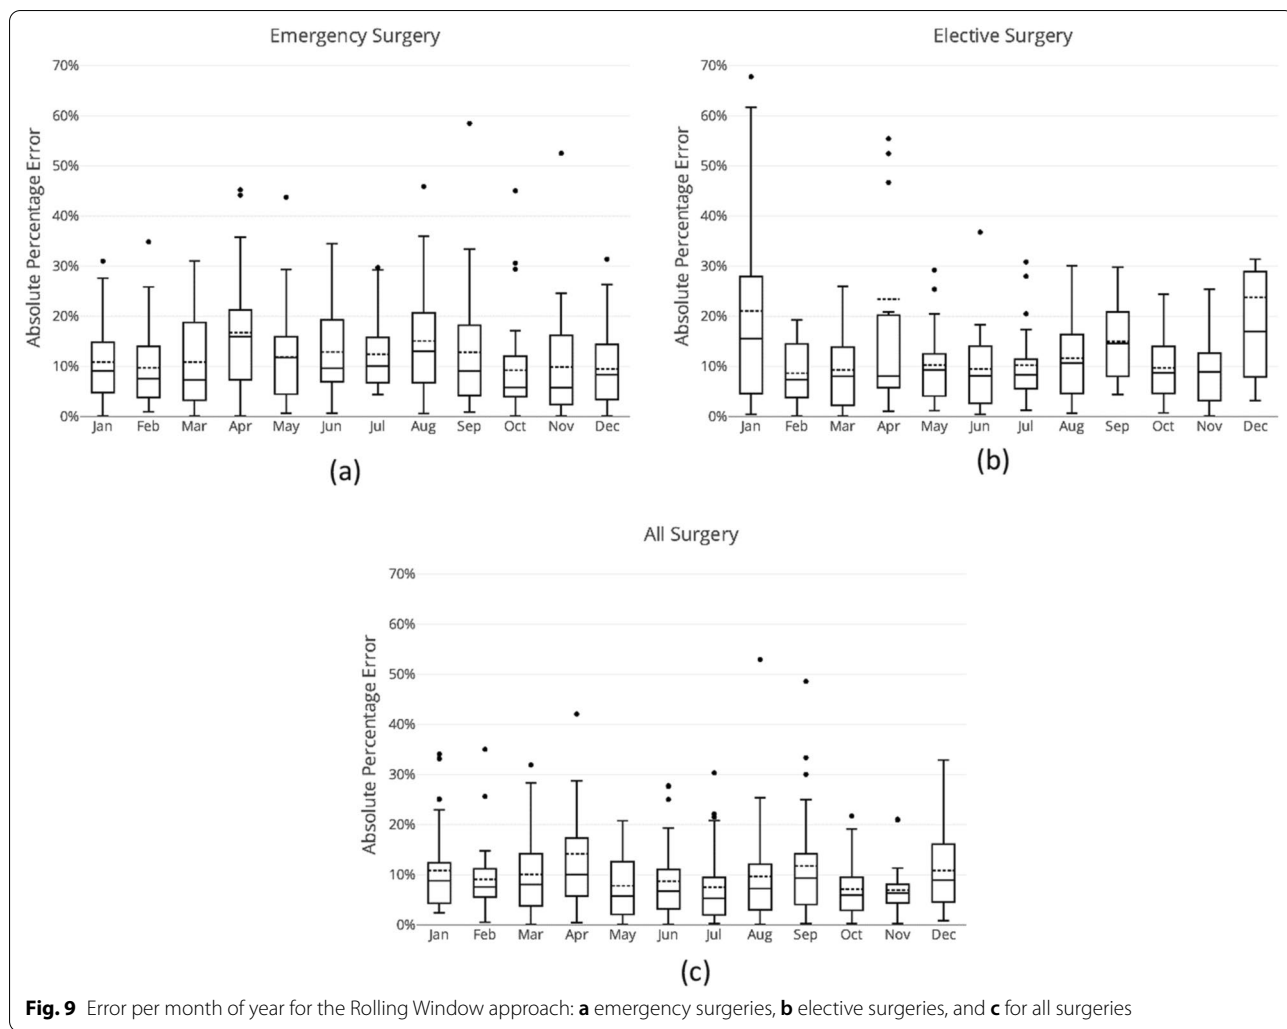 Emergency Surgery
Absolute Percentage Error
70%
60%
50%
40%
30%
20%
10%
0%
Jan Feb Mar Apr May Jun Jul Aug Sep Oct Nov Dec
(a)
Elective Surgery
Absolute Percentage Error
70%
60%
50%
40%
30%
20%
10%
0%
Jan Feb Mar Apr May Jun Jul Aug Sep Oct Nov Dec
(b)
All Surgery
Absolute Percentage Error
70%
60%
50%
40%
30%
20%
10%
0%
Jan Feb Mar Apr May Jun Jul Aug Sep Oct Nov Dec
(c)
Fig. 9 Error per month of year for the Rolling Window approach: a emergency surgeries, b elective surgeries, and c for all surgeries